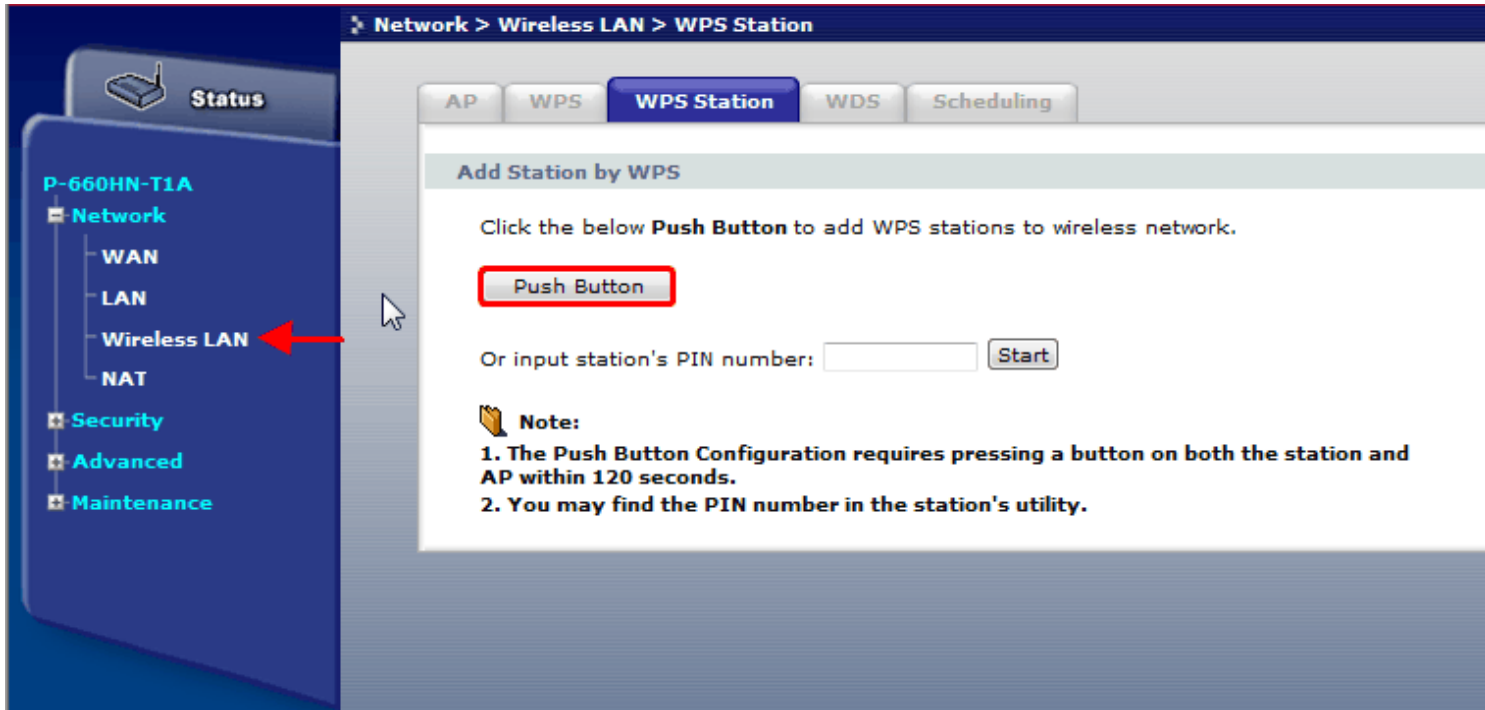 Network > Wireless LAN > WPS Station
Status
P-660HN-T1A
Network
WAN
LAN
Wireless LAN
NAT
Security
Advanced
Maintenance
AP WPS WPS Station WDS Scheduling
Add Station by WPS
Click the below Push Button to add WPS stations to wireless network.
Push Button
Or input station's PIN number: Start
Note:
1. The Push Button Configuration requires pressing a button on both the station and
AP within 120 seconds.
2. You may find the PIN number in the station's utility.